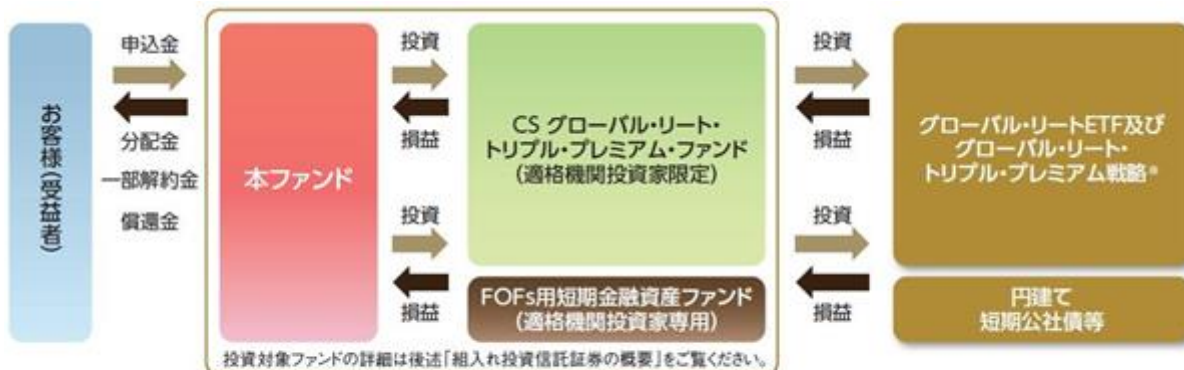 お客様(受益者)
申込金
分配金
一部解約金
償還金
本ファンド
投資
損益
投資
損益
CS グローバル・リート・
トリプル・プレミアム・ファンド
(適格機関投資家限定)
FOFs用短期金融資産ファンド
(適格機関投資家専用)
投資
損益
投資
損益
グローバル・リートETF及び
グローバル・リート・
トリプル・プレミアム戦略※
円建て
短期公社債等
投資対象ファンドの詳細は後述「組入れ投資信託証券の概要」をご覧ください。